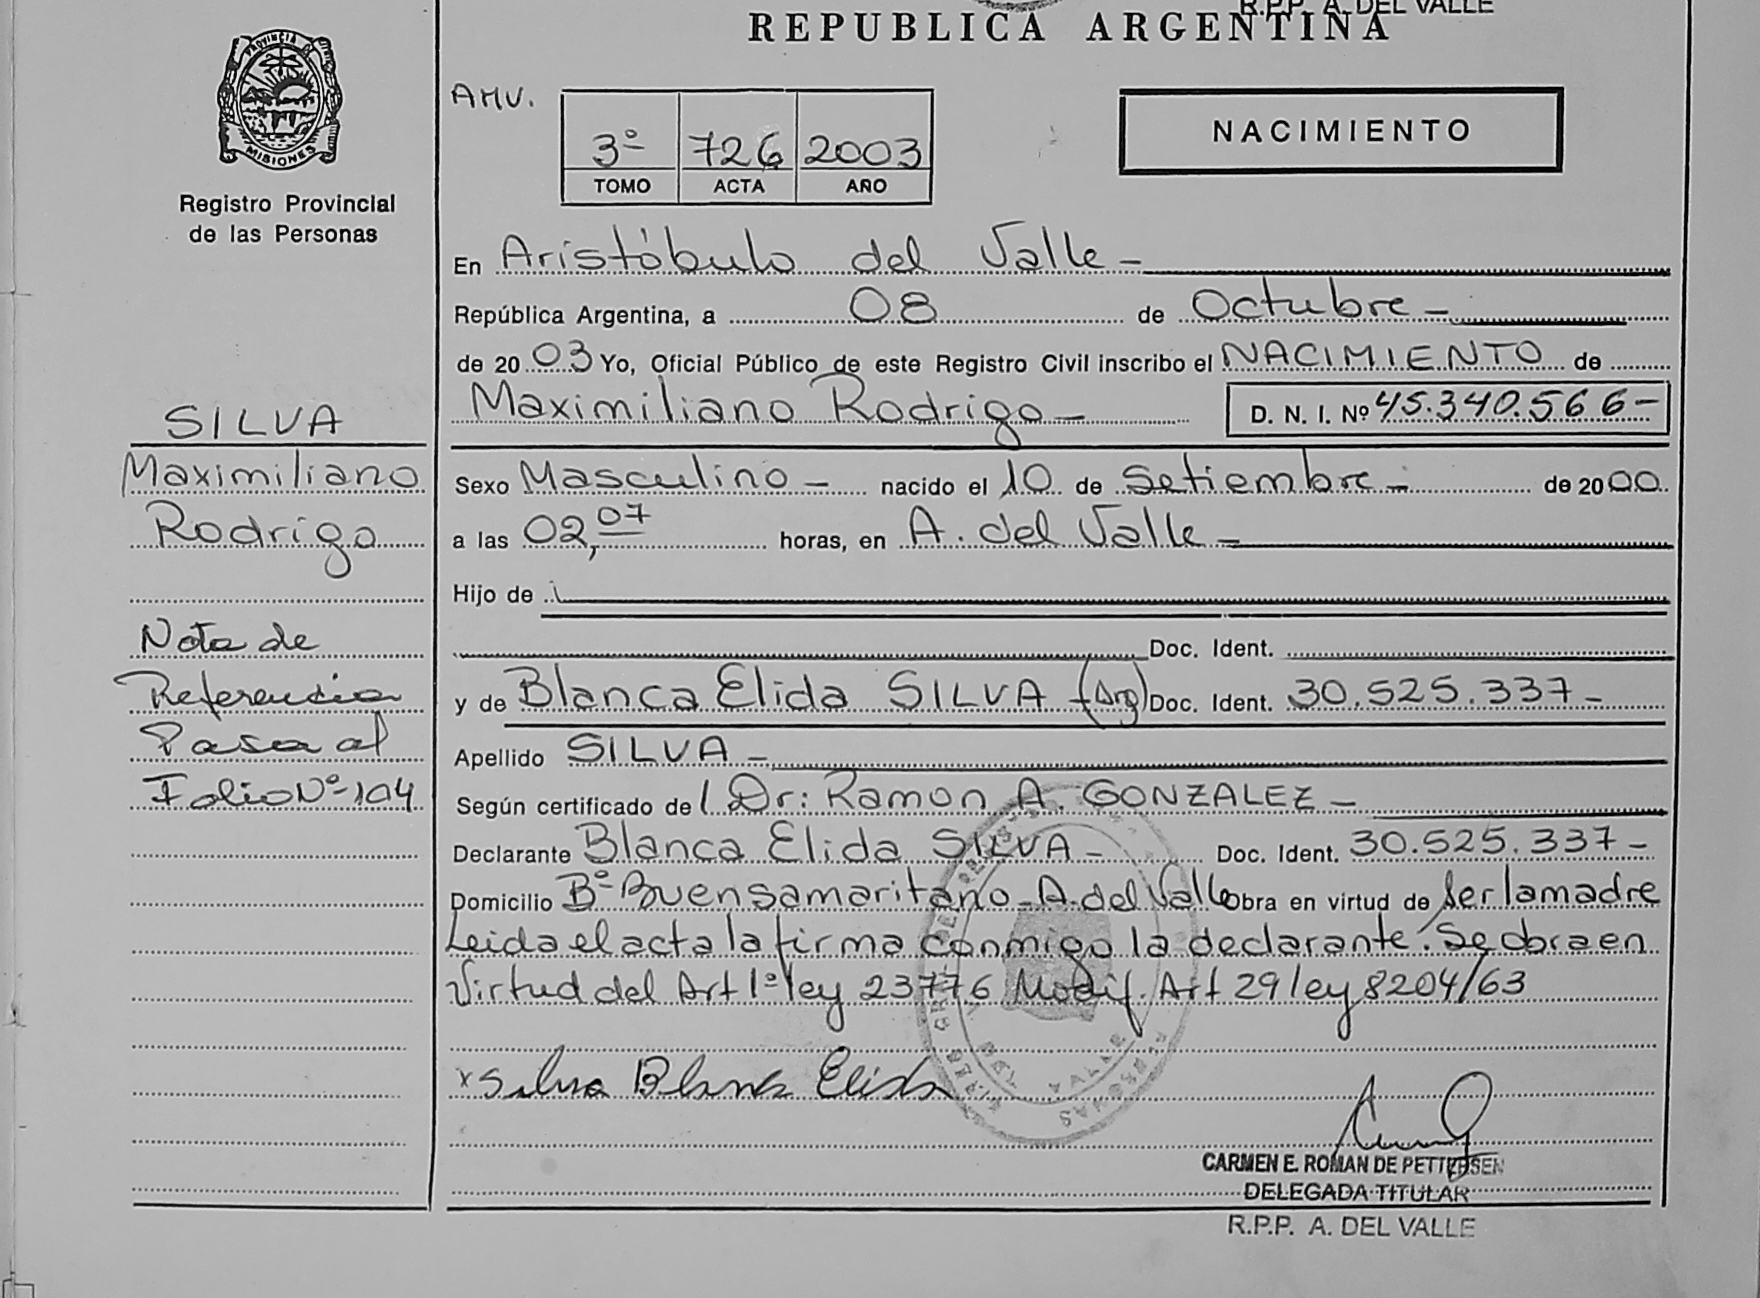 R.P.P. A. DEL VALLE
REPUBLICA ARGENTINA
PROVINCIA DE
MISIONES
Registro Provincial
de las Personas
AMV.
3º 726 2003
TOMO ACTA AÑO
NACIMIENTO
En Aristóbulo del Valle -
República Argentina, a 08 de Octubre -
de 2003 Yo, Oficial Público de este Registro Civil inscribo el NACIMIENTO de
Maximiliano Rodrigo - D. N. I. Nº 45.340.566-
Sexo Masculino - nacido el 10 de Setiembre - de 2000
a las 02,07 horas, en A. del Valle -
Hijo de
Doc. Ident.
y de Blanca Elida SILVA (Arg) Doc. Ident. 30.525.337-
Apellido SILVA -
Según certificado de Dr: Ramon A. GONZALEZ -
Declarante Blanca Elida SILVA - Doc. Ident. 30.525.337-
Domicilio Bº Buensamaritano - A. del Valle Obra en virtud de Ser la madre
Leida el acta la firma conmigo la declarante. Se obra en
Virtud del Art 1º ley 23776 Modif. Art 29 ley 8204/63
x Silva Blanca Elida
CARMEN E. ROMAN DE PETTERSEN
DELEGADA TITULAR
R.P.P. A. DEL VALLE
SILVA
Maximiliano
Rodrigo
Nota de
Referencia
Pasa al
Folio Nº 104